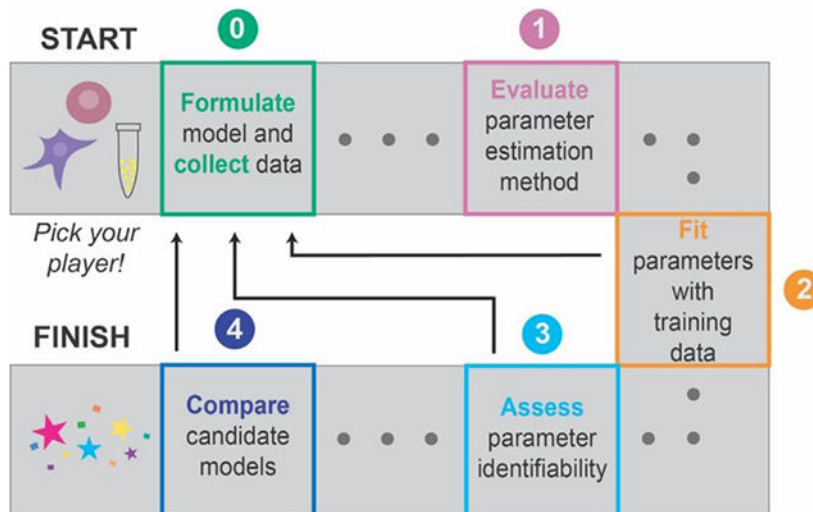 START
0
1
Formulate
model and
collect data
Evaluate
parameter
estimation
method
Pick your
player!
Fit
parameters
with
training
data
2
FINISH
4
3
Compare
candidate
models
Assess
parameter
identifiability